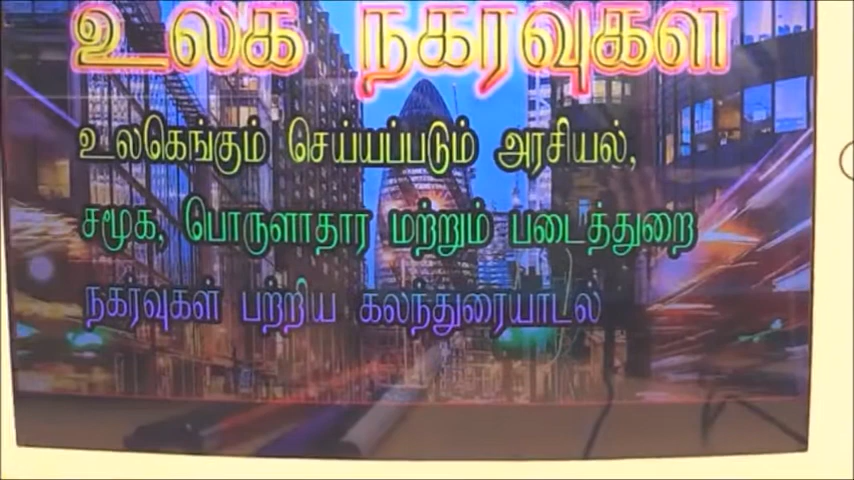 உலக நகர்வுகள்
உலகெங்கும் செய்யப்படும் அரசியல்,
சமூக, பொருளாதார மற்றும் படைத்துறை
நகர்வுகள் பற்றிய கலந்துரையாடல்